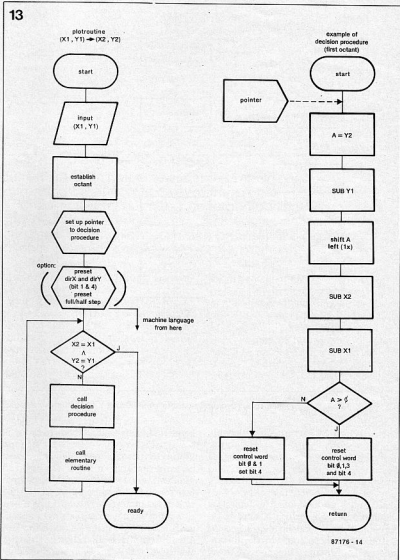 13
plotroutine
(X1 , Y1) → (X2 , Y2)
start
input
(X1 , Y1)
establish
octant
set up pointer
to decision
procedure
option:
preset
dirX and dirY
(bit 1 & 4)
preset
full/half step
machine language
from here
X2 = X1
Λ
Y2 = Y1
?
J
N
call
decision
procedure
call
elementary
routine
ready
example of
decision procedure
(first octant)
start
pointer
A = Y2
SUB Y1
shift A
left (1x)
SUB X2
SUB X1
A > ∅
?
N
J
reset
control word
bit ∅ & 1
set bit 4
reset
control word
bit ∅,1,3
and bit 4
return
87176 - 14